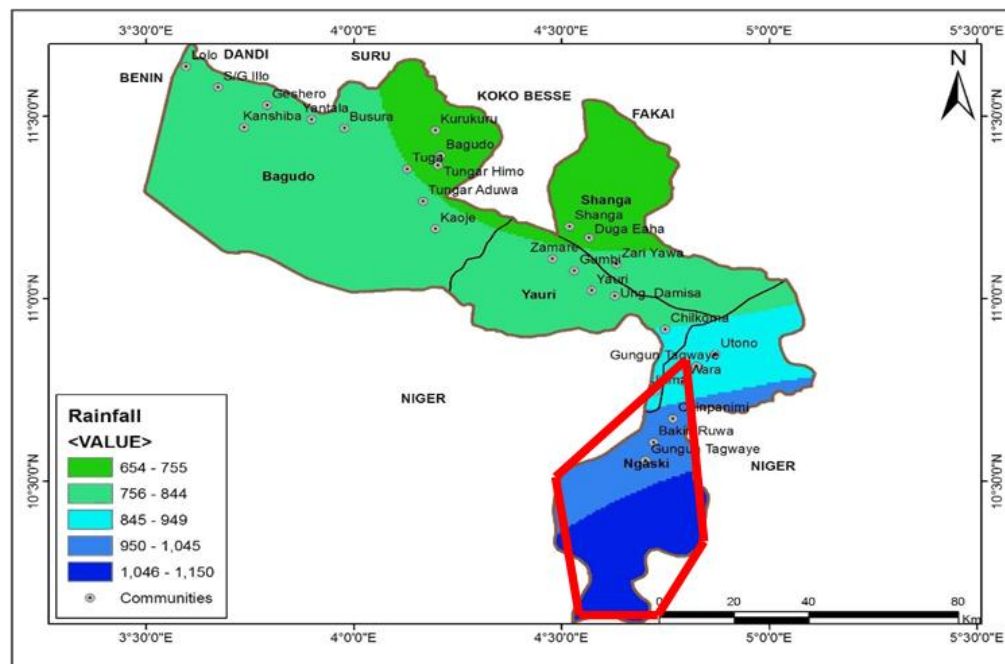 3°30'0"E 4°0'0"E 4°30'0"E 5°0'0"E 5°30'0"E
N
Lolo DANDI
BENIN S/G Illo SURU
Geshero KOKO BESSE
Kanshiba Yantala Busura Kurukuru FAKAI
11°30'0"N 11°30'0"N
Bagudo
Tuga
Bagudo Tungar Himo
Tungar Aduwa Shanga
Kaoje Shanga
Duga Eaha
Zamare Gumbi Zari Yawa
Yauri Yauri Ung. Damisa
11°0'0"N 11°0'0"N
Chilkoma
Gungun Tagwaye Utono
Wara
NIGER
Bakin Ruwa
Gungun Tagwaye
Ngaski NIGER
10°30'0"N 10°30'0"N
Rainfall
<VALUE>
654 - 755
756 - 844
845 - 949
950 - 1,045
1,046 - 1,150
Communities
0 20 40 80
Km
3°30'0"E 4°0'0"E 4°30'0"E 5°0'0"E 5°30'0"E